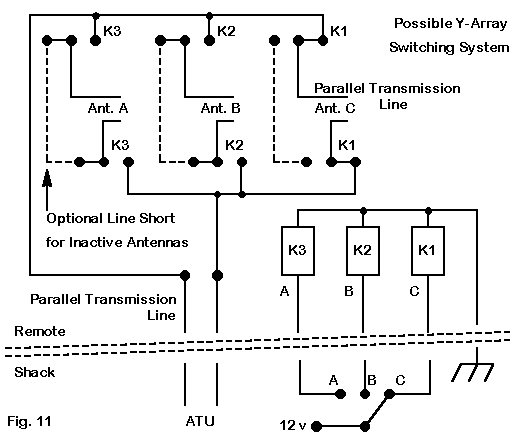 K3
K2
K1
Possible Y-Array
Switching System
Parallel Transmission
Line
Ant. A
Ant. B
Ant. C
K3
K2
K1
Optional Line Short
for Inactive Antennas
K3
K2
K1
A
B
C
Parallel Transmission
Line
Remote
Shack
A
B
C
Fig. 11
ATU
12 v